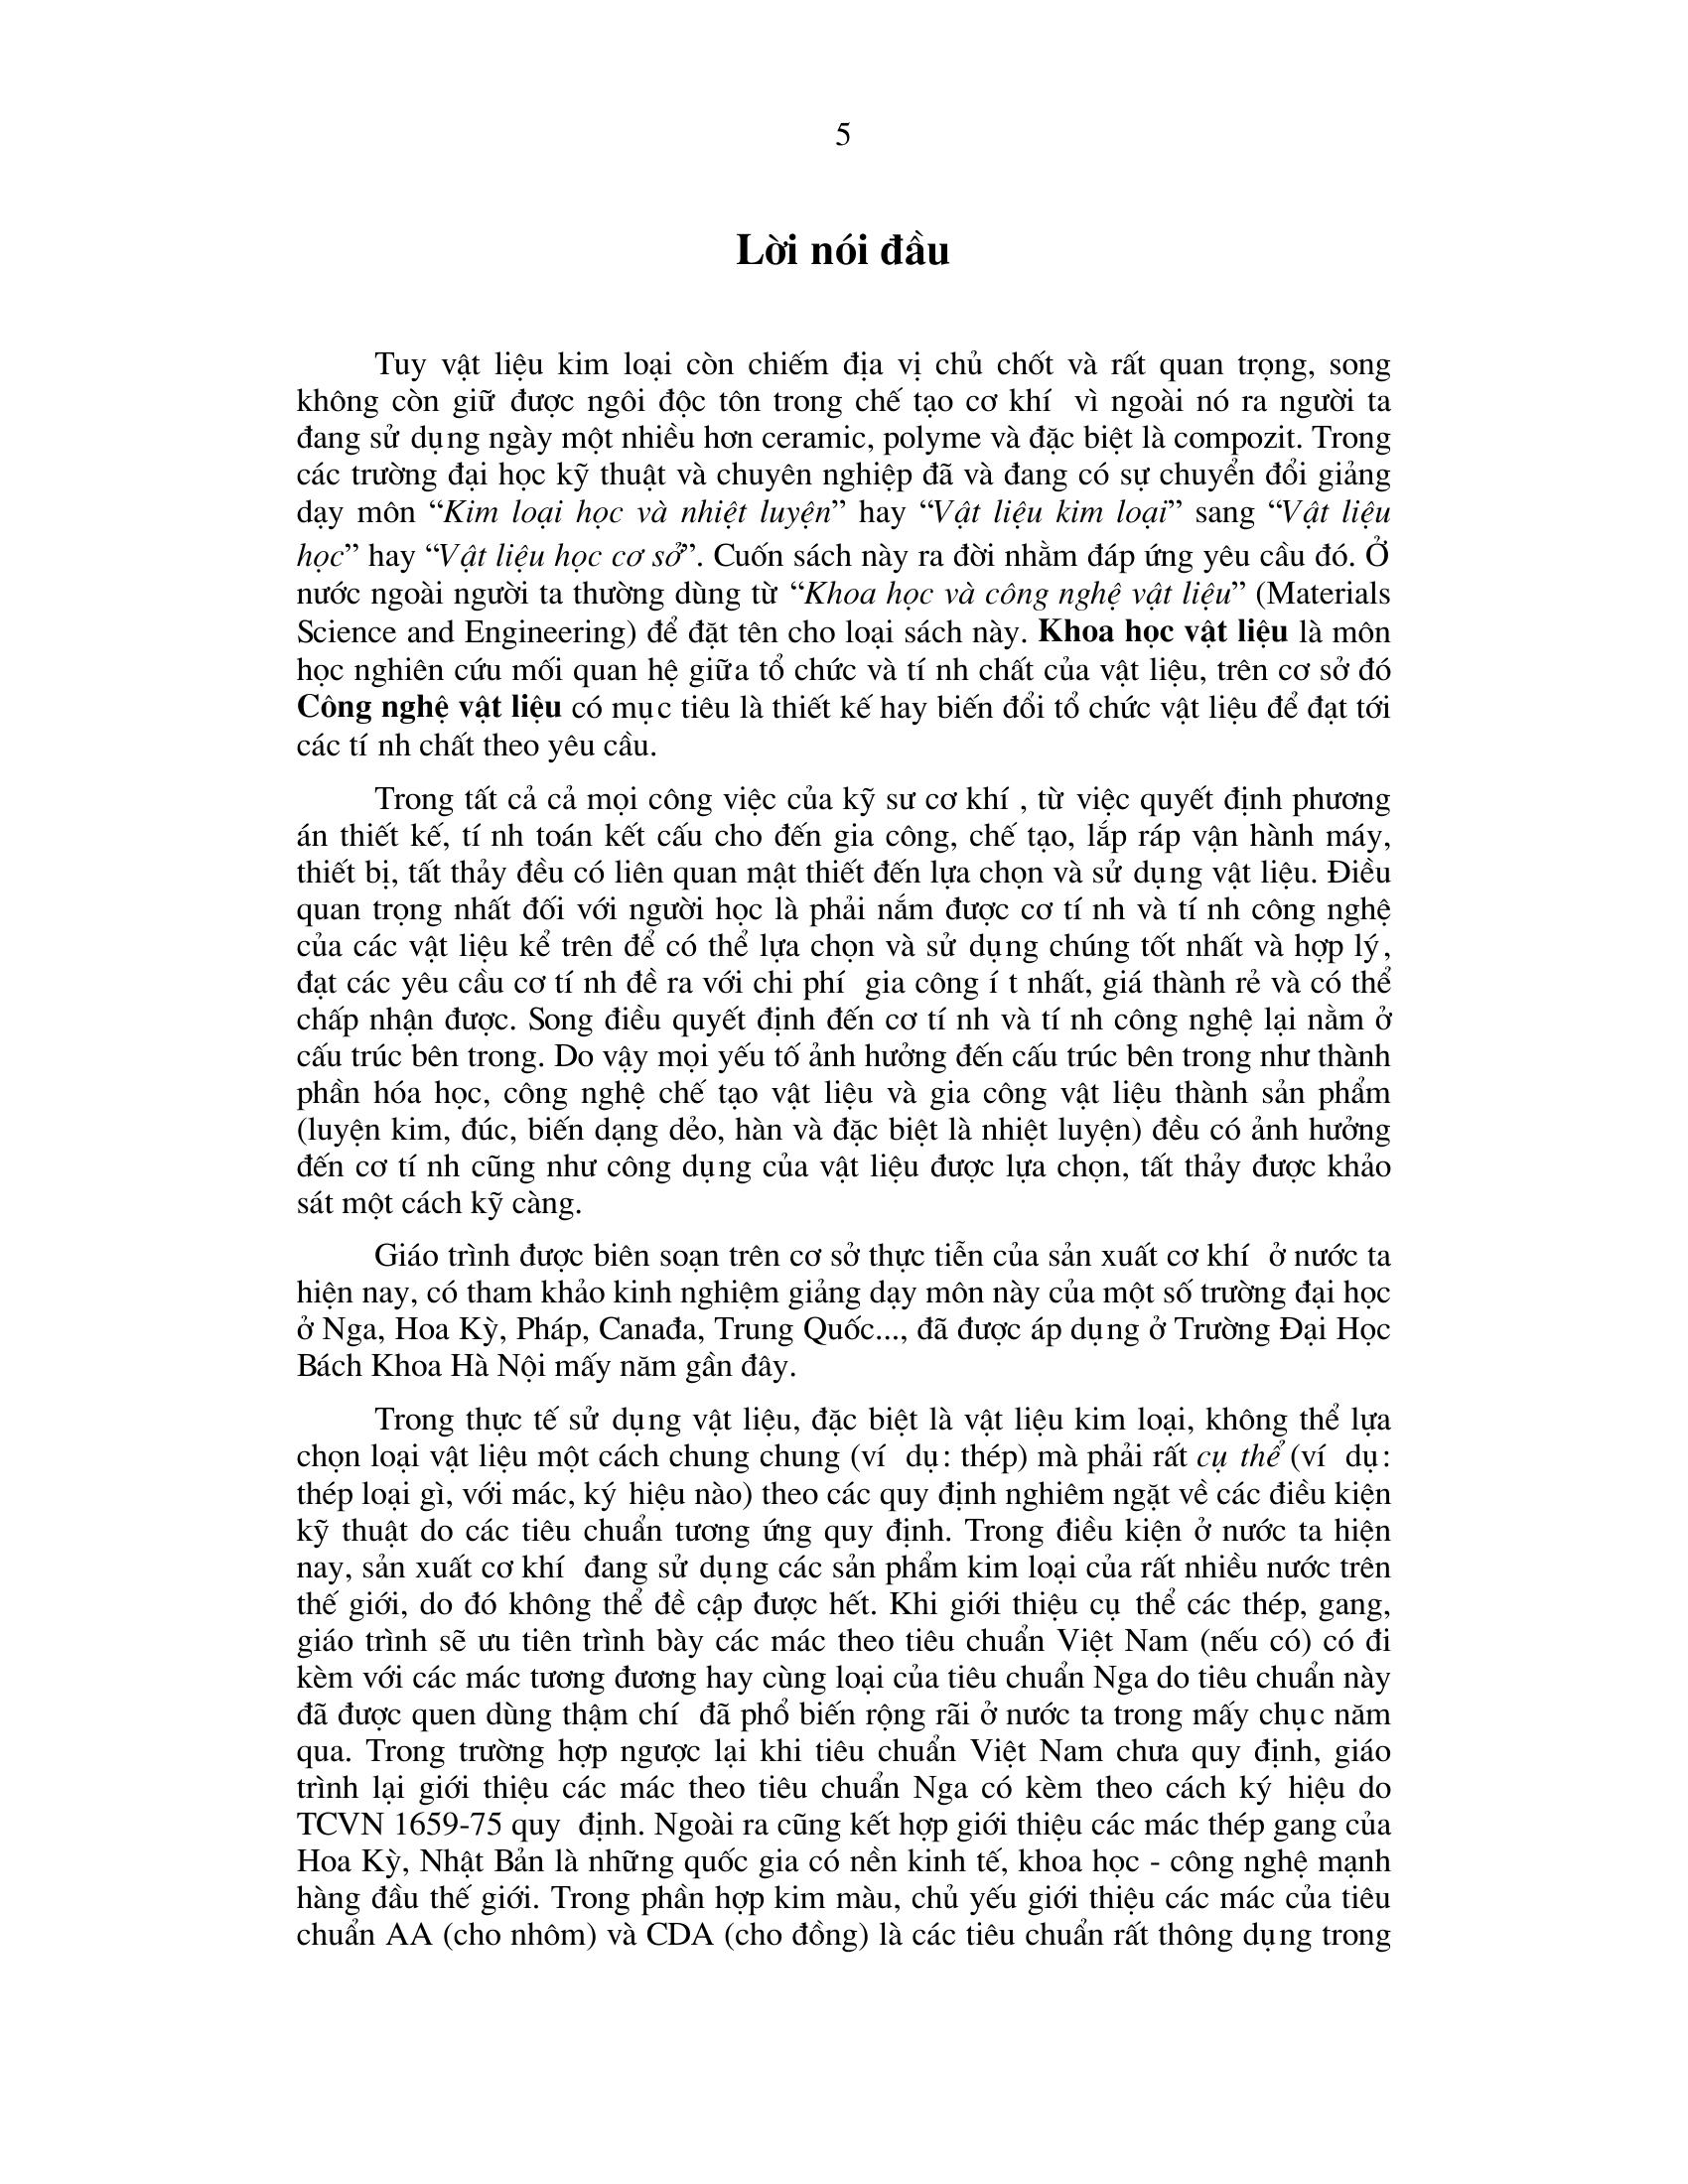 5
Lời nói đầu
Tuy vật liệu kim loại còn chiếm địa vị chủ chốt và rất quan trọng, song
không còn giữ được ngôi độc tôn trong chế tạo cơ khí vì ngoài nó ra người ta
đang sử dụng ngày một nhiều hơn ceramic, polyme và đặc biệt là compozit. Trong
các trường đại học kỹ thuật và chuyên nghiệp đã và đang có sự chuyển đổi giảng
dạy môn “Kim loại học và nhiệt luyện” hay “Vật liệu kim loại” sang “Vật liệu
học” hay “Vật liệu học cơ sở”. Cuốn sách này ra đời nhằm đáp ứng yêu cầu đó. Ở
nước ngoài người ta thường dùng từ “Khoa học và công nghệ vật liệu” (Materials
Science and Engineering) để đặt tên cho loại sách này. Khoa học vật liệu là môn
học nghiên cứu mối quan hệ giữa tổ chức và tính chất của vật liệu, trên cơ sở đó
Công nghệ vật liệu có mục tiêu là thiết kế hay biến đổi tổ chức vật liệu để đạt tới
các tính chất theo yêu cầu.
Trong tất cả cả mọi công việc của kỹ sư cơ khí, từ việc quyết định phương
án thiết kế, tính toán kết cấu cho đến gia công, chế tạo, lắp ráp vận hành máy,
thiết bị, tất thảy đều có liên quan mật thiết đến lựa chọn và sử dụng vật liệu. Điều
quan trọng nhất đối với người học là phải nắm được cơ tính và tính công nghệ
của các vật liệu kể trên để có thể lựa chọn và sử dụng chúng tốt nhất và hợp lý,
đạt các yêu cầu cơ tính đề ra với chi phí gia công ít nhất, giá thành rẻ và có thể
chấp nhận được. Song điều quyết định đến cơ tính và tính công nghệ lại nằm ở
cấu trúc bên trong. Do vậy mọi yếu tố ảnh hưởng đến cấu trúc bên trong như thành
phần hóa học, công nghệ chế tạo vật liệu và gia công vật liệu thành sản phẩm
(luyện kim, đúc, biến dạng dẻo, hàn và đặc biệt là nhiệt luyện) đều có ảnh hưởng
đến cơ tính cũng như công dụng của vật liệu được lựa chọn, tất thảy được khảo
sát một cách kỹ càng.
Giáo trình được biên soạn trên cơ sở thực tiễn của sản xuất cơ khí ở nước ta
hiện nay, có tham khảo kinh nghiệm giảng dạy môn này của một số trường đại học
ở Nga, Hoa Kỳ, Pháp, Canađa, Trung Quốc..., đã được áp dụng ở Trường Đại Học
Bách Khoa Hà Nội mấy năm gần đây.
Trong thực tế sử dụng vật liệu, đặc biệt là vật liệu kim loại, không thể lựa
chọn loại vật liệu một cách chung chung (ví dụ: thép) mà phải rất cụ thể (ví dụ:
thép loại gì, với mác, ký hiệu nào) theo các quy định nghiêm ngặt về các điều kiện
kỹ thuật do các tiêu chuẩn tương ứng quy định. Trong điều kiện ở nước ta hiện
nay, sản xuất cơ khí đang sử dụng các sản phẩm kim loại của rất nhiều nước trên
thế giới, do đó không thể đề cập được hết. Khi giới thiệu cụ thể các thép, gang,
giáo trình sẽ ưu tiên trình bày các mác theo tiêu chuẩn Việt Nam (nếu có) có đi
kèm với các mác tương đương hay cùng loại của tiêu chuẩn Nga do tiêu chuẩn này
đã được quen dùng thậm chí đã phổ biến rộng rãi ở nước ta trong mấy chục năm
qua. Trong trường hợp ngược lại khi tiêu chuẩn Việt Nam chưa quy định, giáo
trình lại giới thiệu các mác theo tiêu chuẩn Nga có kèm theo cách ký hiệu do
TCVN 1659-75 quy định. Ngoài ra cũng kết hợp giới thiệu các mác thép gang của
Hoa Kỳ, Nhật Bản là những quốc gia có nền kinh tế, khoa học - công nghệ mạnh
hàng đầu thế giới. Trong phần hợp kim màu, chủ yếu giới thiệu các mác của tiêu
chuẩn AA (cho nhôm) và CDA (cho đồng) là các tiêu chuẩn rất thông dụng trong